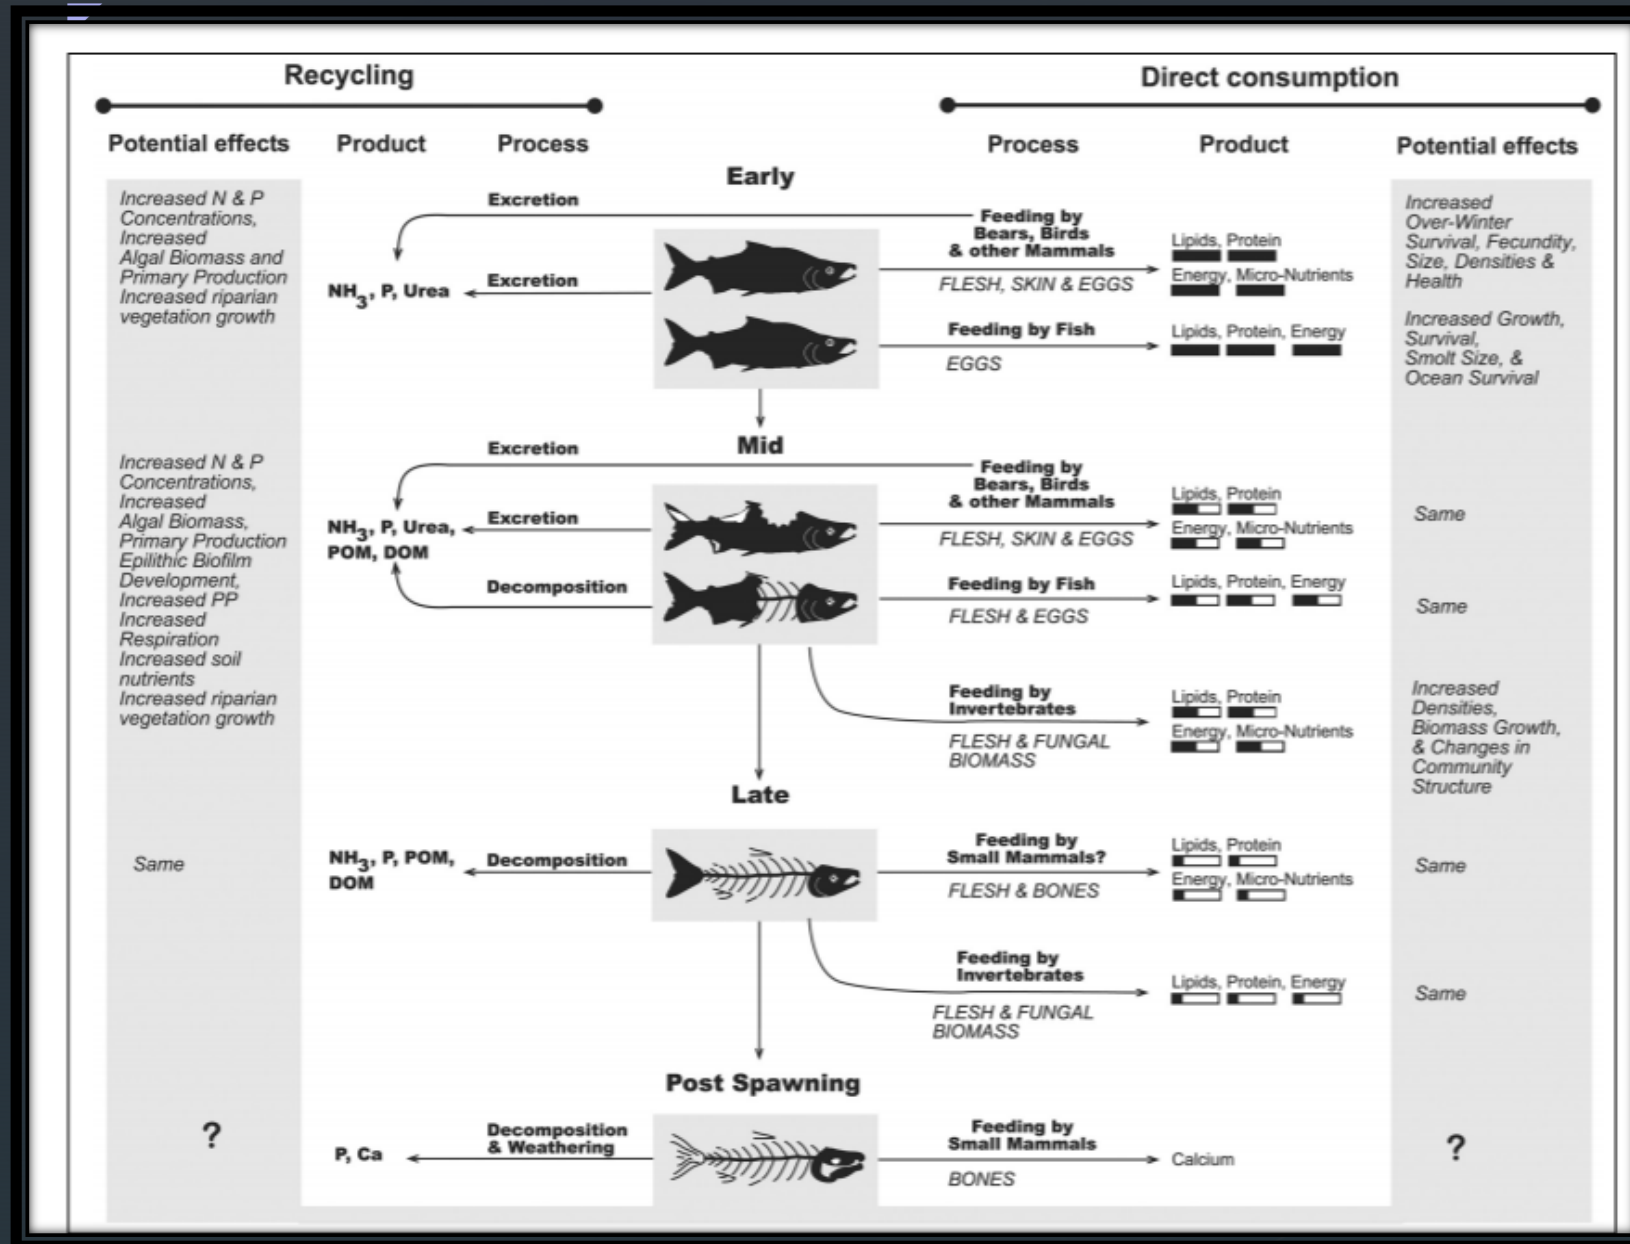 Recycling
Direct consumption
Potential effects
Product
Process
Process
Product
Potential effects
Early
Increased N & P
Concentrations,
Increased
Algal Biomass and
Primary Production
Increased riparian
vegetation growth
Excretion
NH3, P, Urea
Excretion
Feeding by
Bears, Birds
& other Mammals
FLESH, SKIN & EGGS
Lipids, Protein
Energy, Micro-Nutrients
Increased
Over-Winter
Survival, Fecundity,
Size, Densities &
Health
Feeding by Fish
EGGS
Lipids, Protein, Energy
Increased Growth,
Survival,
Smolt Size, &
Ocean Survival
Mid
Increased N & P
Concentrations,
Increased
Algal Biomass,
Primary Production
Epilithic Biofilm
Development,
Increased PP
Increased
Respiration
Increased soil
nutrients
Increased riparian
vegetation growth
Excretion
NH3, P, Urea,
POM, DOM
Excretion
Decomposition
Feeding by
Bears, Birds
& other Mammals
FLESH, SKIN & EGGS
Lipids, Protein
Energy, Micro-Nutrients
Same
Feeding by Fish
FLESH & EGGS
Lipids, Protein, Energy
Same
Feeding by
Invertebrates
FLESH & FUNGAL
BIOMASS
Lipids, Protein
Energy, Micro-Nutrients
Increased
Densities,
Biomass Growth,
& Changes in
Community
Structure
Late
Same
NH3, P, POM,
DOM
Decomposition
Feeding by
Small Mammals?
FLESH & BONES
Lipids, Protein
Energy, Micro-Nutrients
Same
Feeding by
Invertebrates
FLESH & FUNGAL
BIOMASS
Lipids, Protein, Energy
Same
Post Spawning
?
P, Ca
Decomposition
& Weathering
Feeding by
Small Mammals
BONES
Calcium
?